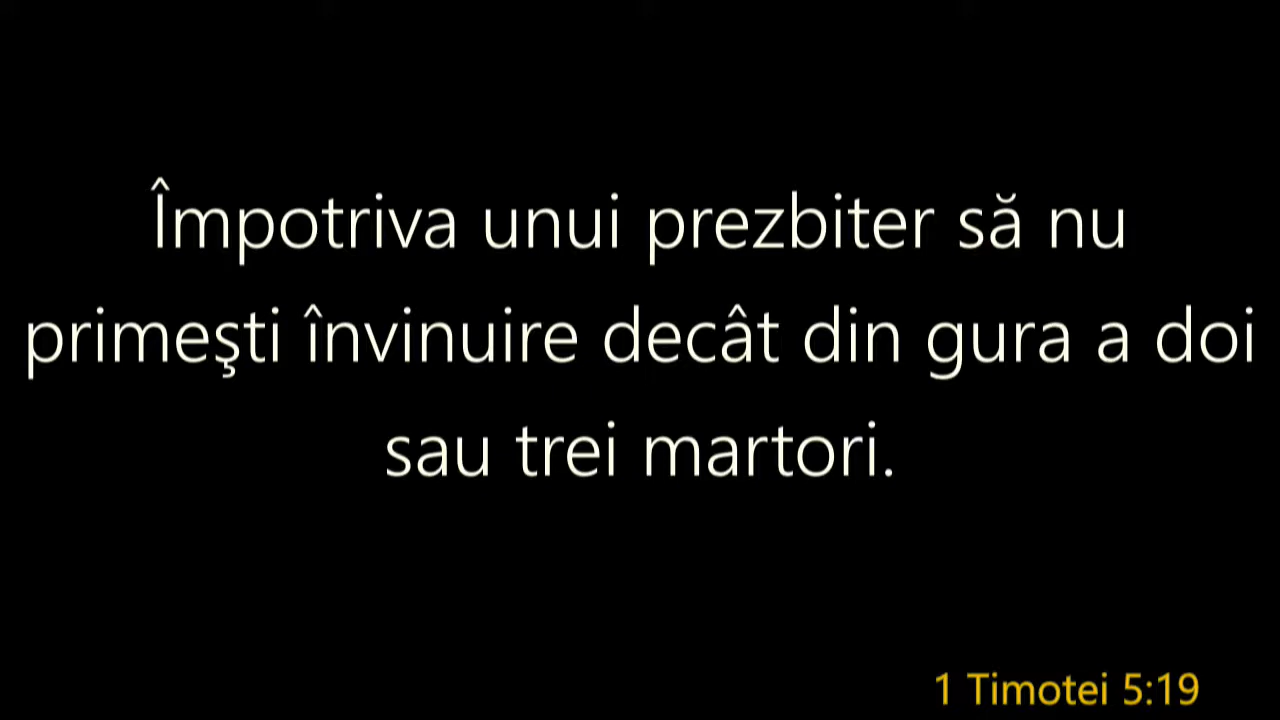 Împotriva unui prezbiter să nu
primeşti învinuire decât din gura a doi
sau trei martori.
1 Timotei 5:19